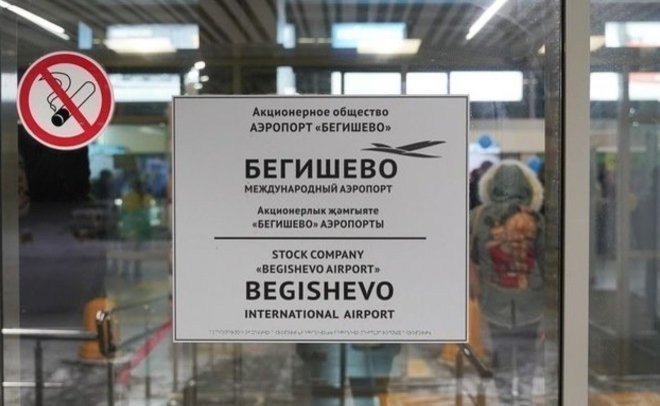 Акционерное общество
АЭРОПОРТ «БЕГИШЕВО»
БЕГИШЕВО
МЕЖДУНАРОДНЫЙ АЭРОПОРТ
Акционерлык җәмгыяте
«БЕГИШЕВО» АЭРОПОРТЫ
STOCK COMPANY
«BEGISHEVO AIRPORT»
BEGISHEVO
INTERNATIONAL AIRPORT